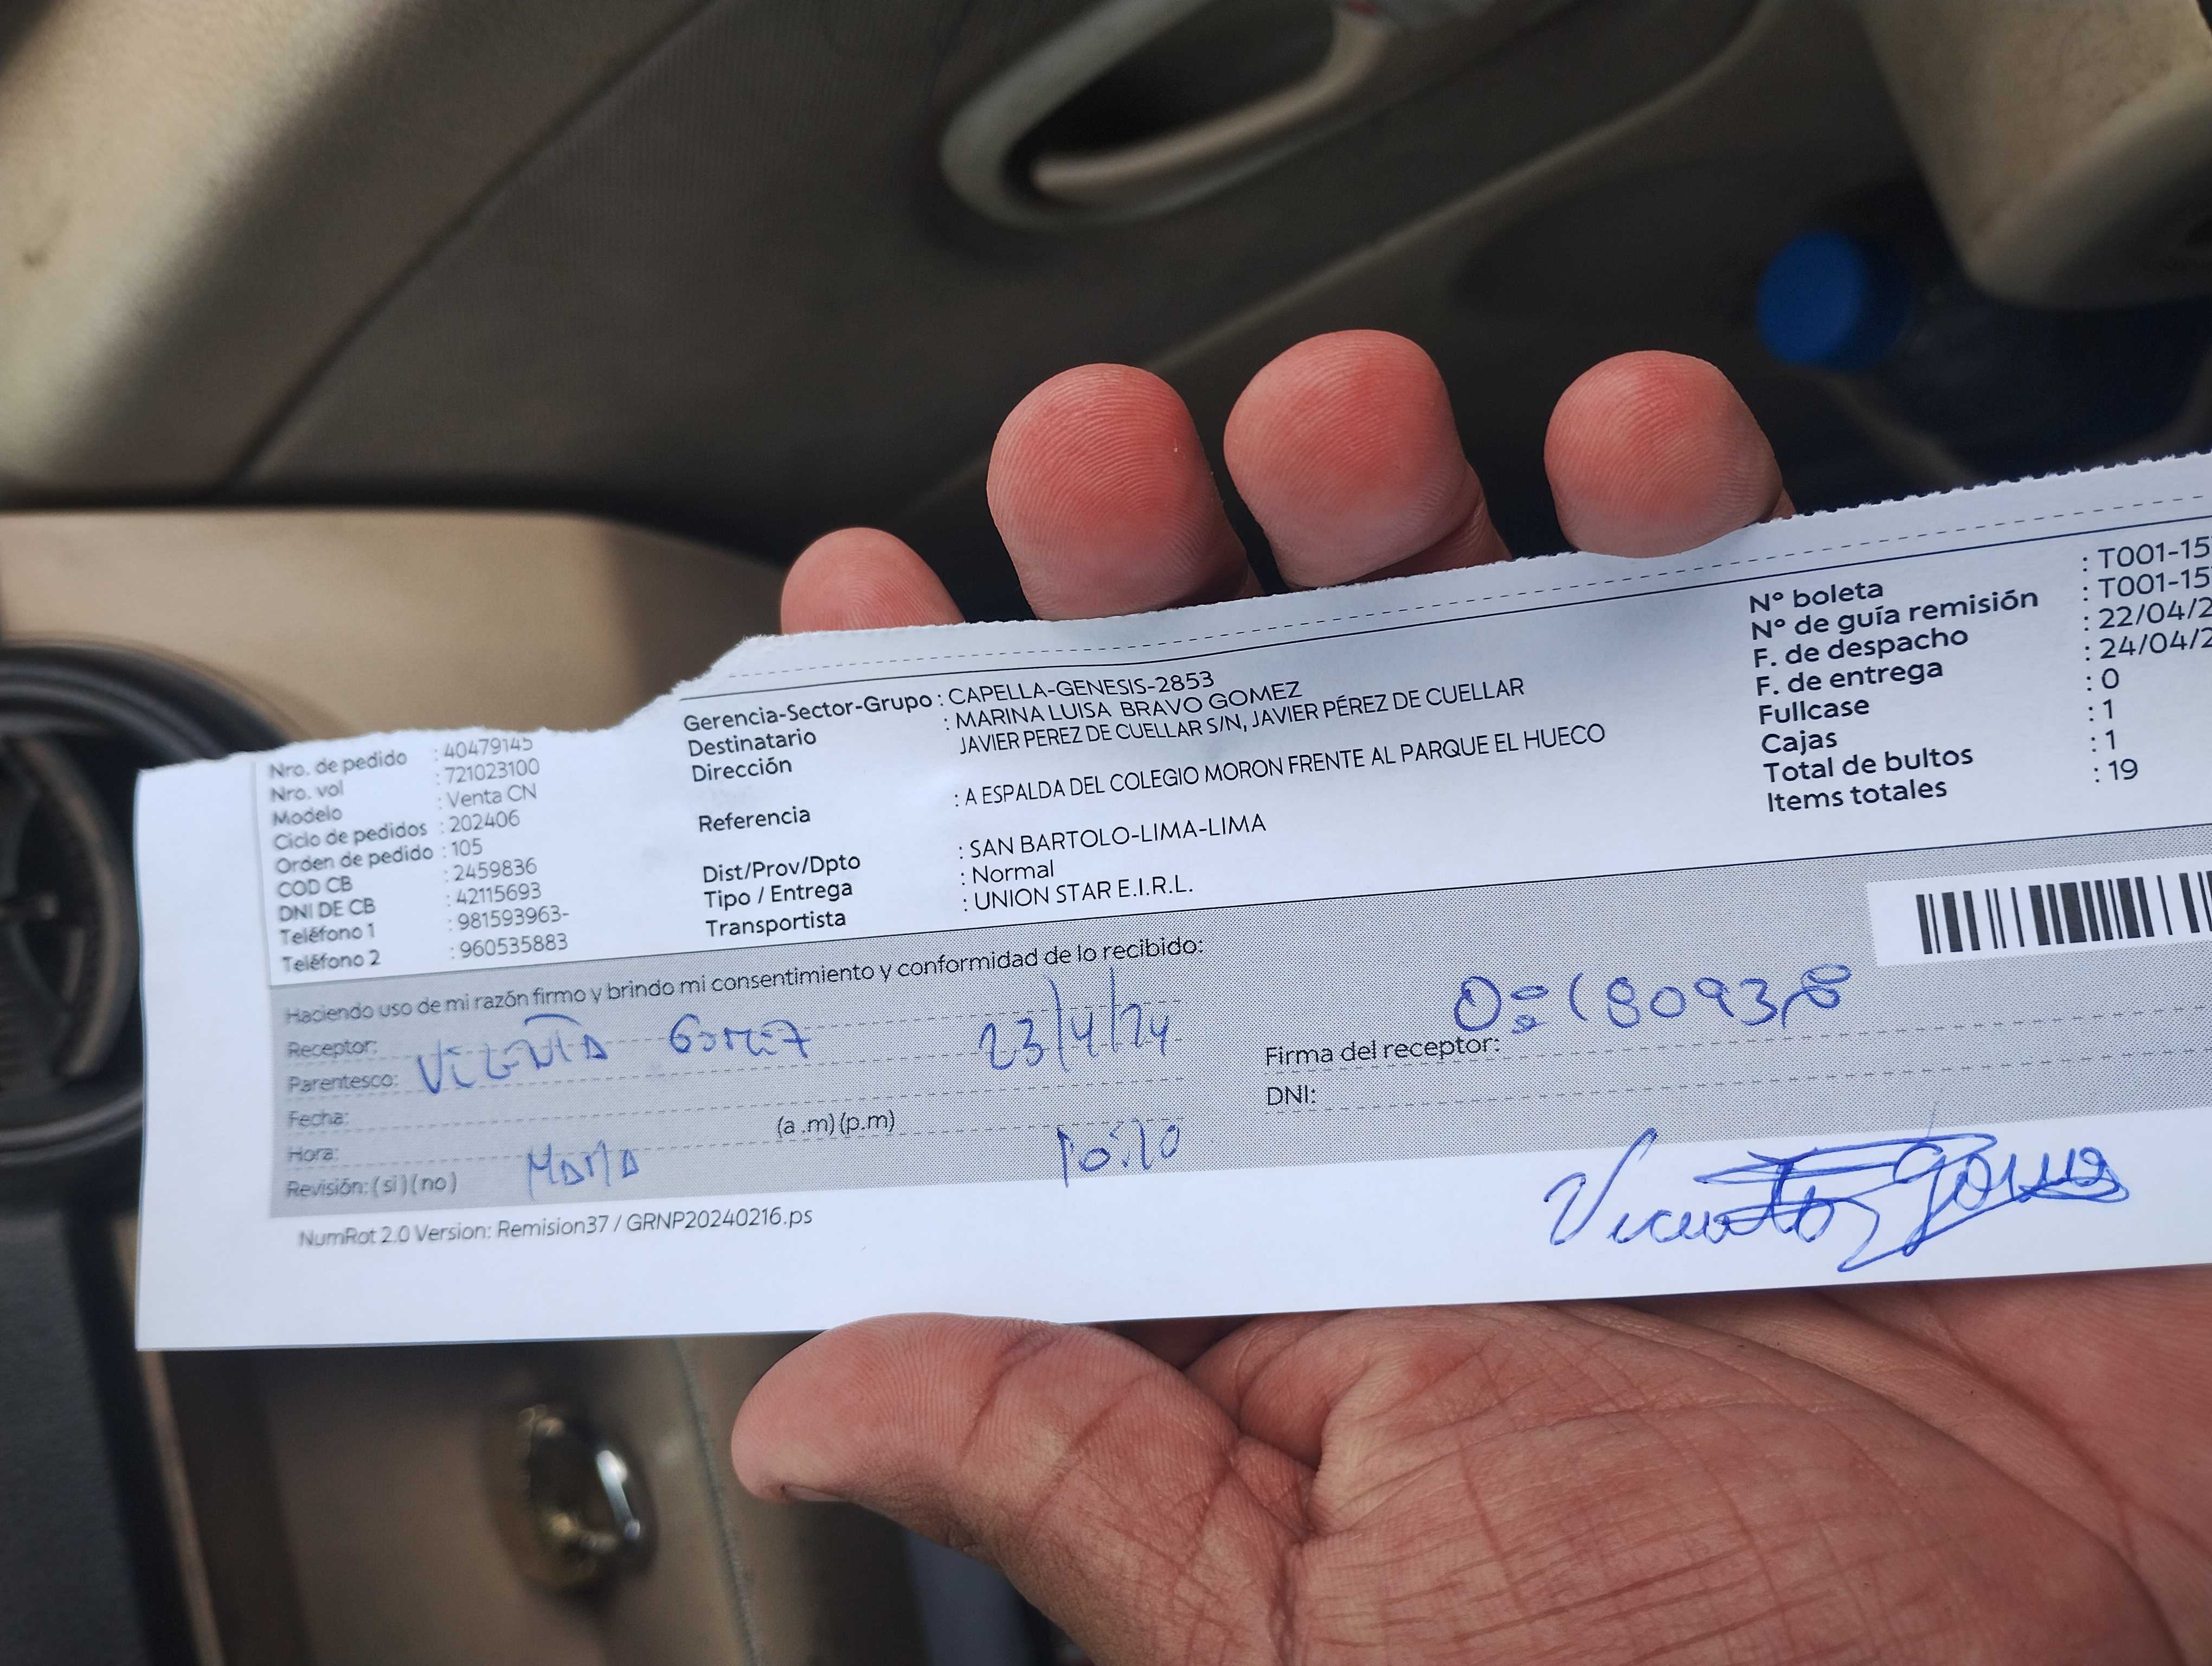 Nro. de pedido : 40479145
Nro. vol : 721023100
Modelo : Venta CN
Ciclo de pedidos : 202406
Orden de pedido : 105
COD CB : 2459836
DNI DE CB : 42115693
Teléfono 1 : 981593963-
Teléfono 2 : 960535883
Gerencia-Sector-Grupo : CAPELLA-GENESIS-2853
Destinatario : MARINA LUISA BRAVO GOMEZ
Dirección JAVIER PEREZ DE CUELLAR S/N, JAVIER PÉREZ DE CUELLAR
Referencia : A ESPALDA DEL COLEGIO MORON FRENTE AL PARQUE EL HUECO
Dist/Prov/Dpto : SAN BARTOLO-LIMA-LIMA
Tipo / Entrega : Normal
Transportista : UNION STAR E.I.R.L.
N° boleta : T001-15
N° de guía remisión : T001-15
F. de despacho : 22/04/2
F. de entrega : 24/04/2
Fullcase : 0
Cajas : 1
Total de bultos : 1
Items totales : 19
Haciendo uso de mi razón firmo y brindo mi consentimiento y conformidad de lo recibido:
Receptor:
Parentesco: 23/4/24
Fecha:
Hora: (a .m) (p.m)
Revisión: (si) (no)
Firma del receptor:
DNI:
NumRot 2.0 Version: Remision37 / GRNP20240216.ps